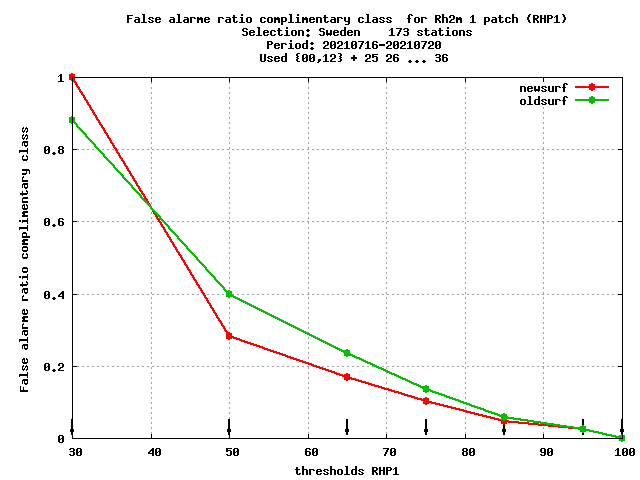 False alarme ratio complimentary class  for Rh2m 1 patch (RHP1)
Selection: Sweden    173 stations
Period: 20210716-20210720
Used {00,12} + 25 26 ... 36
newsurf
oldsurf
False alarme ratio complimentary class
1
0.8
0.6
0.4
0.2
0
30 40 50 60 70 80 90 100
thresholds RHP1